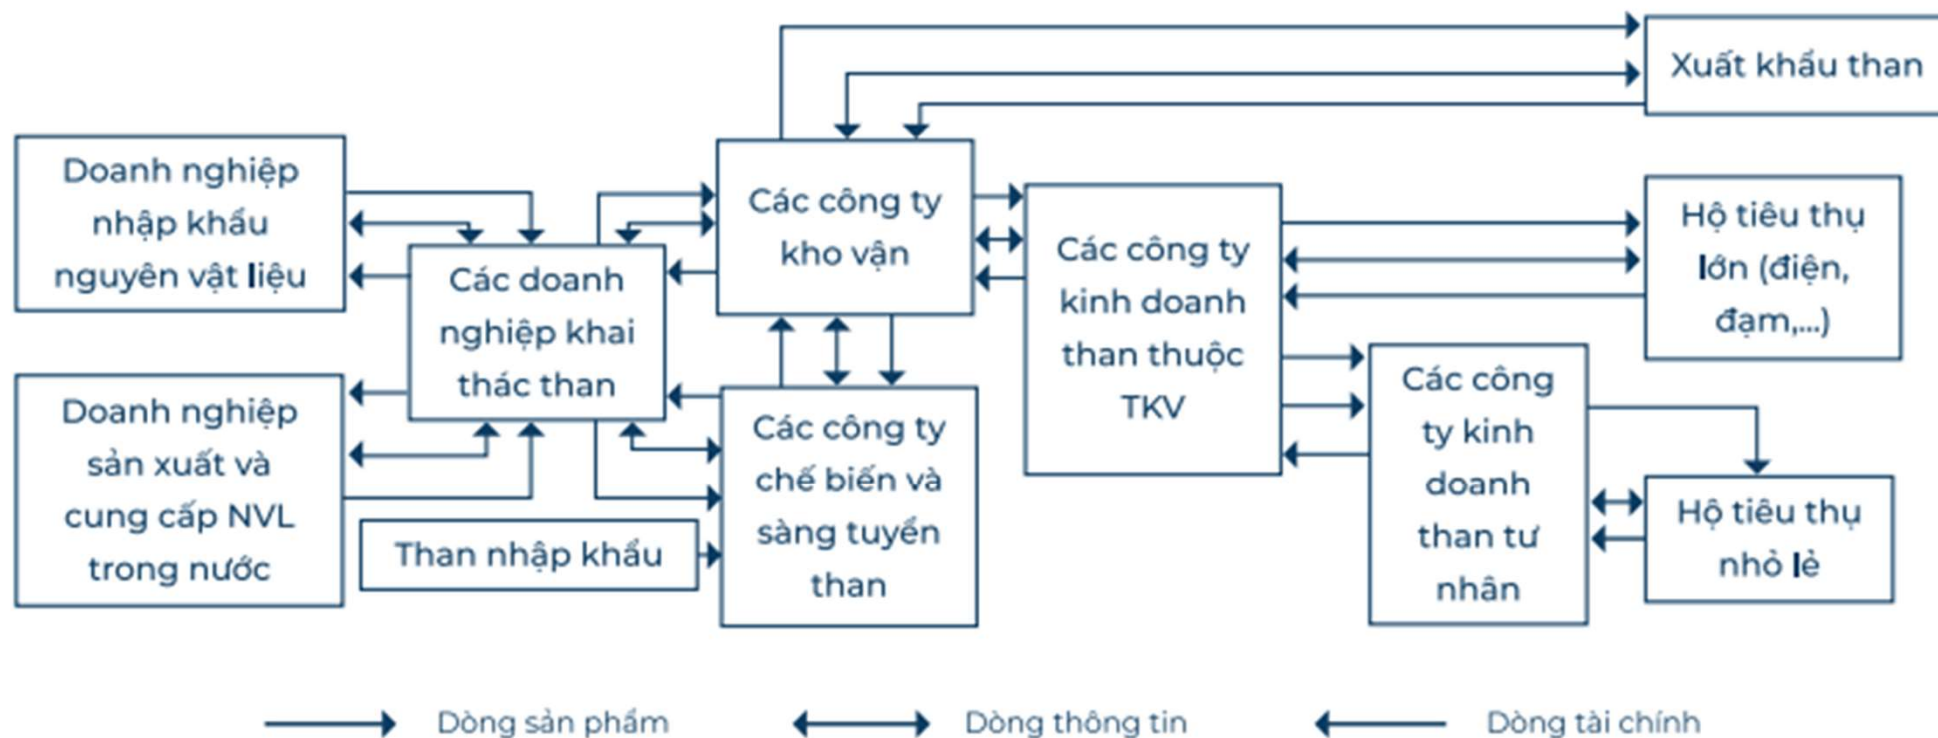 Xuất khẩu than
Doanh nghiệp
nhập khẩu
nguyên vật liệu
Các công ty
kho vận
Hộ tiêu thụ
lớn (điện,
đạm,...)
Các doanh
nghiệp khai
thác than
Các công ty
kinh doanh
than thuộc
TKV
Doanh nghiệp
sản xuất và
cung cấp NVL
trong nước
Các công ty
chế biến và
sàng tuyển
than
Các công
ty kinh
doanh
than tư
nhân
Hộ tiêu thụ
nhỏ lẻ
Than nhập khẩu
Dòng sản phẩm
Dòng thông tin
Dòng tài chính